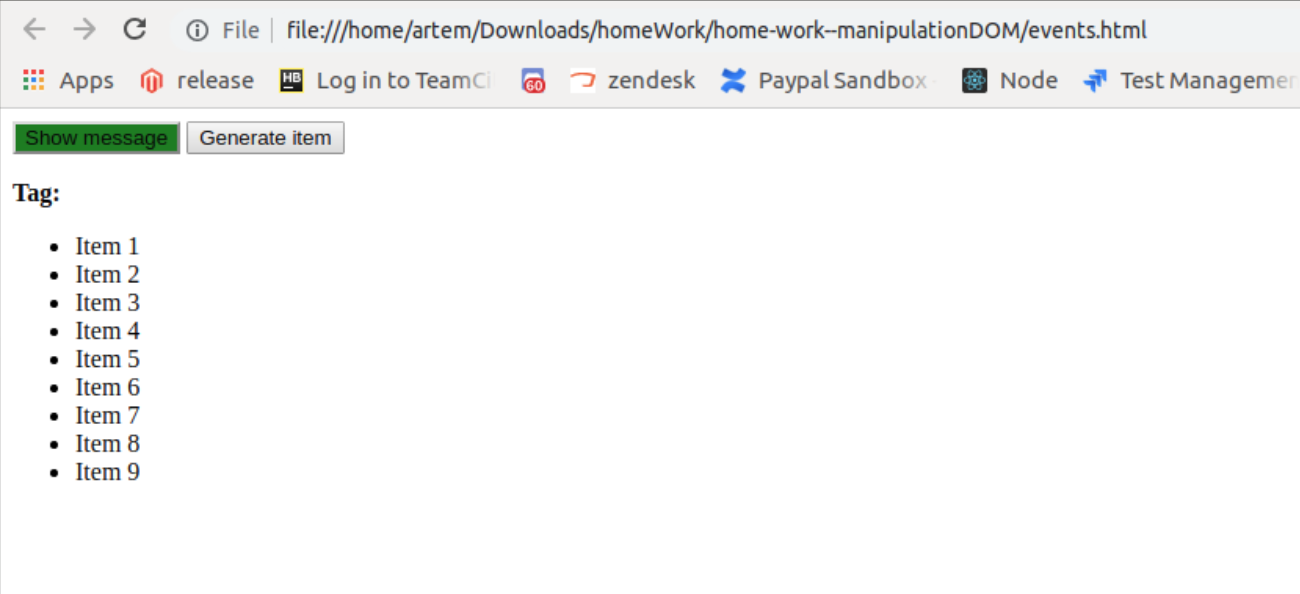 File file:///home/artem/Downloads/homeWork/home-work--manipulationDOM/events.html
Apps release HB Log in to TeamCi 60 zendesk Paypal Sandbox Node Test Managemen
Show message Generate item
Tag:
Item 1
Item 2
Item 3
Item 4
Item 5
Item 6
Item 7
Item 8
Item 9